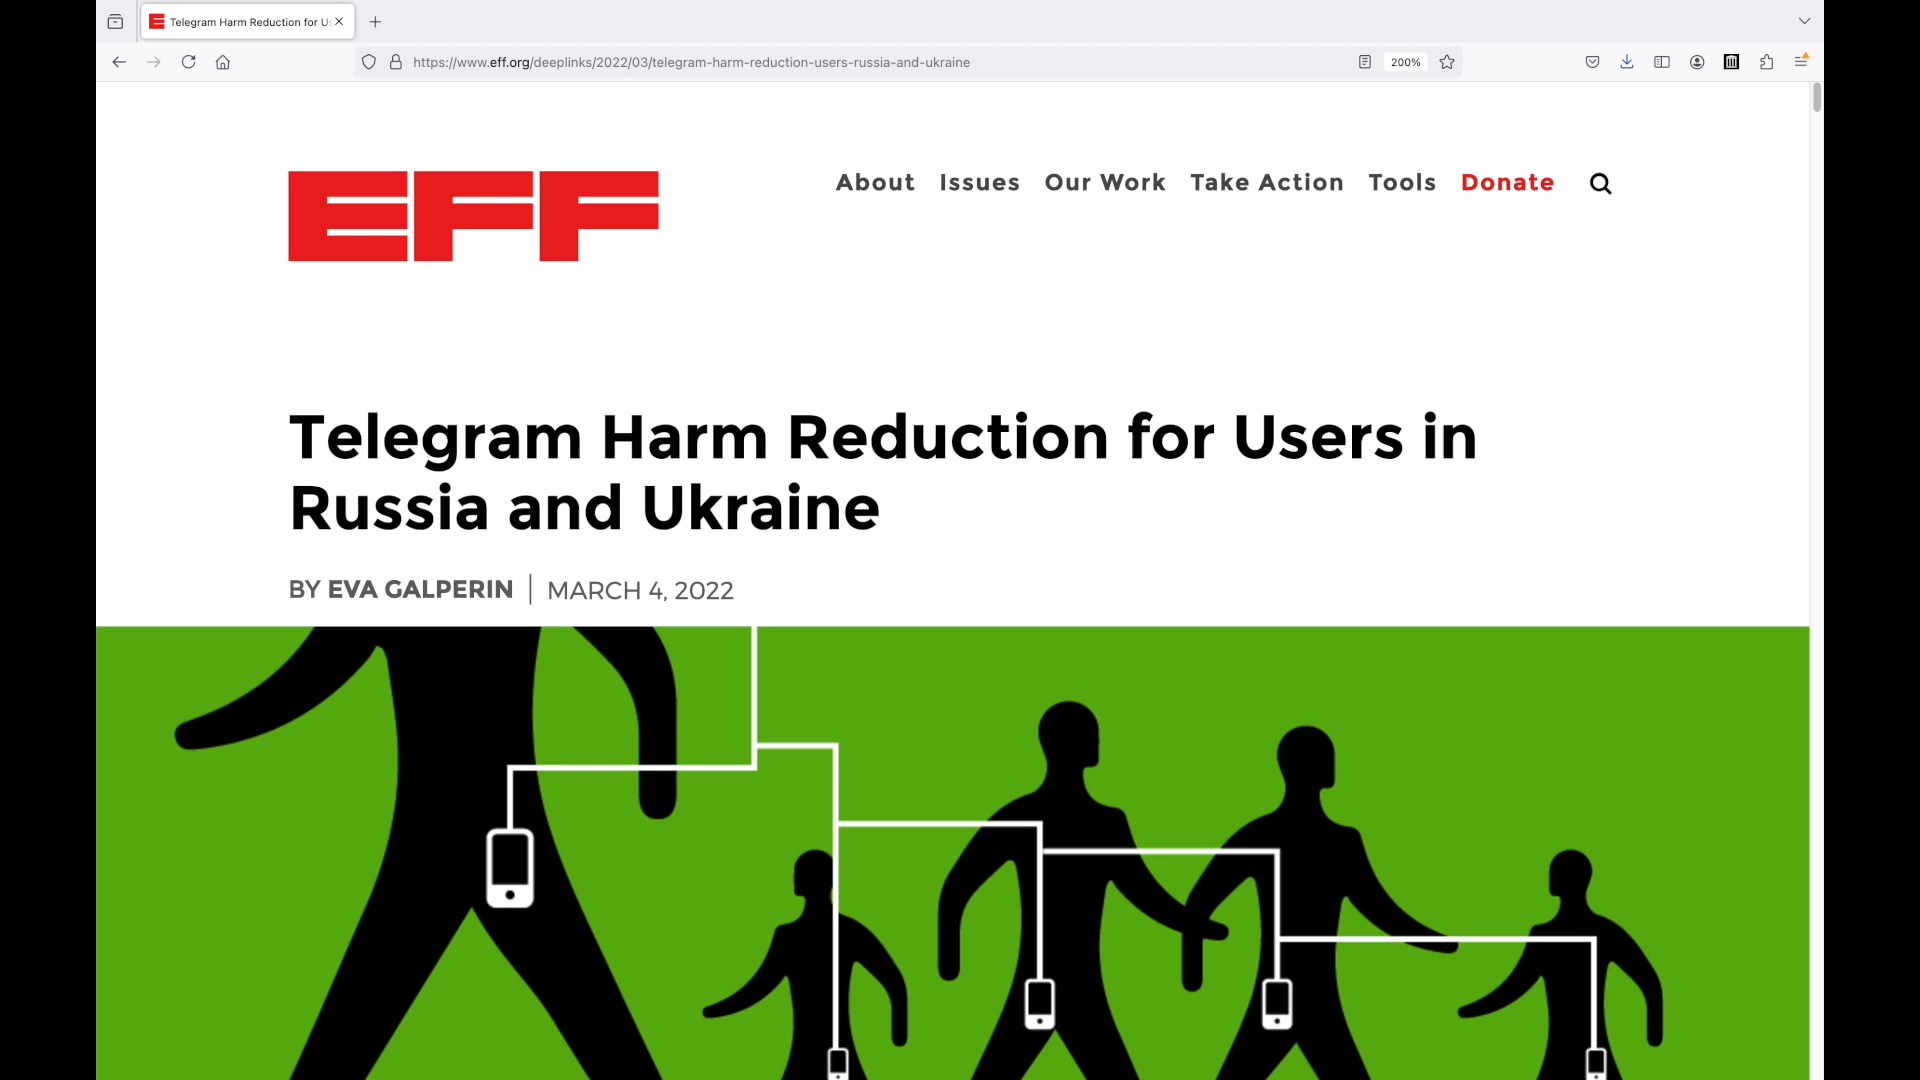 Telegram Harm Reduction for U
https://www.eff.org/deeplinks/2022/03/telegram-harm-reduction-users-russia-and-ukraine
200%
EFF
About Issues Our Work Take Action Tools Donate
Telegram Harm Reduction for Users in
Russia and Ukraine
BY EVA GALPERIN | MARCH 4, 2022